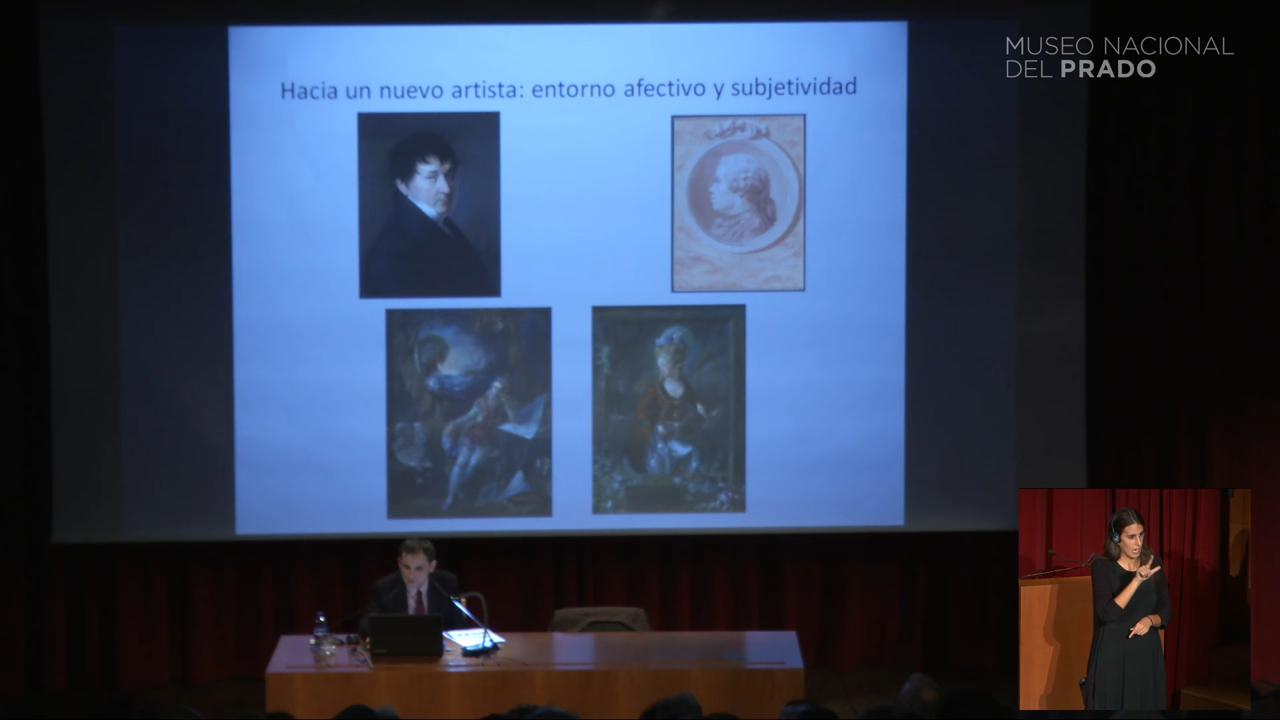 MUSEO NACIONAL
DEL PRADO
Hacia un nuevo artista: entorno afectivo y subjetividad